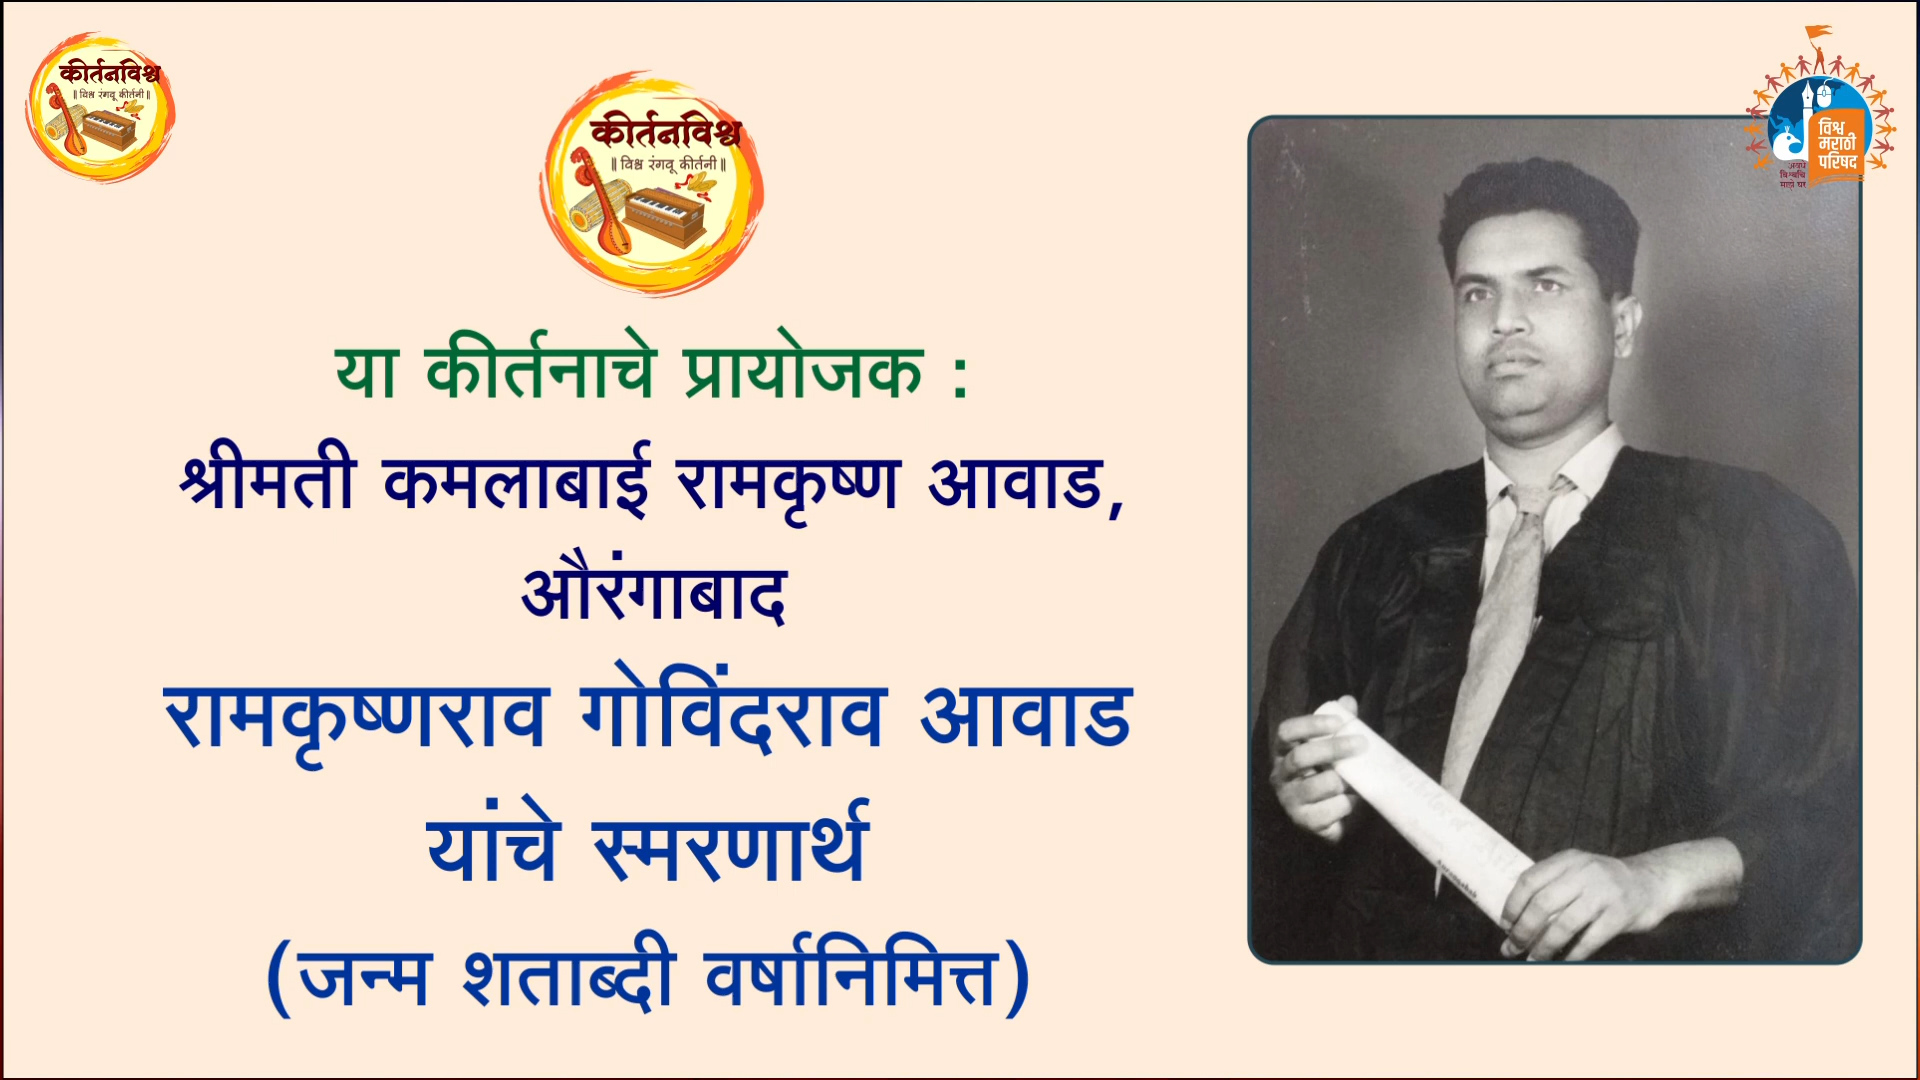 कीर्तनविश्व
॥ विश्व रंगवू कीर्तनी ॥
कीर्तनविश्व
॥ विश्व रंगवू कीर्तनी ॥
विश्व
मराठी
परिषद
या कीर्तनाचे प्रायोजक :
श्रीमती कमलाबाई रामकृष्ण आवाड,
औरंगाबाद
रामकृष्णराव गोविंदराव आवाड
यांचे स्मरणार्थ
(जन्म शताब्दी वर्षानिमित्त)